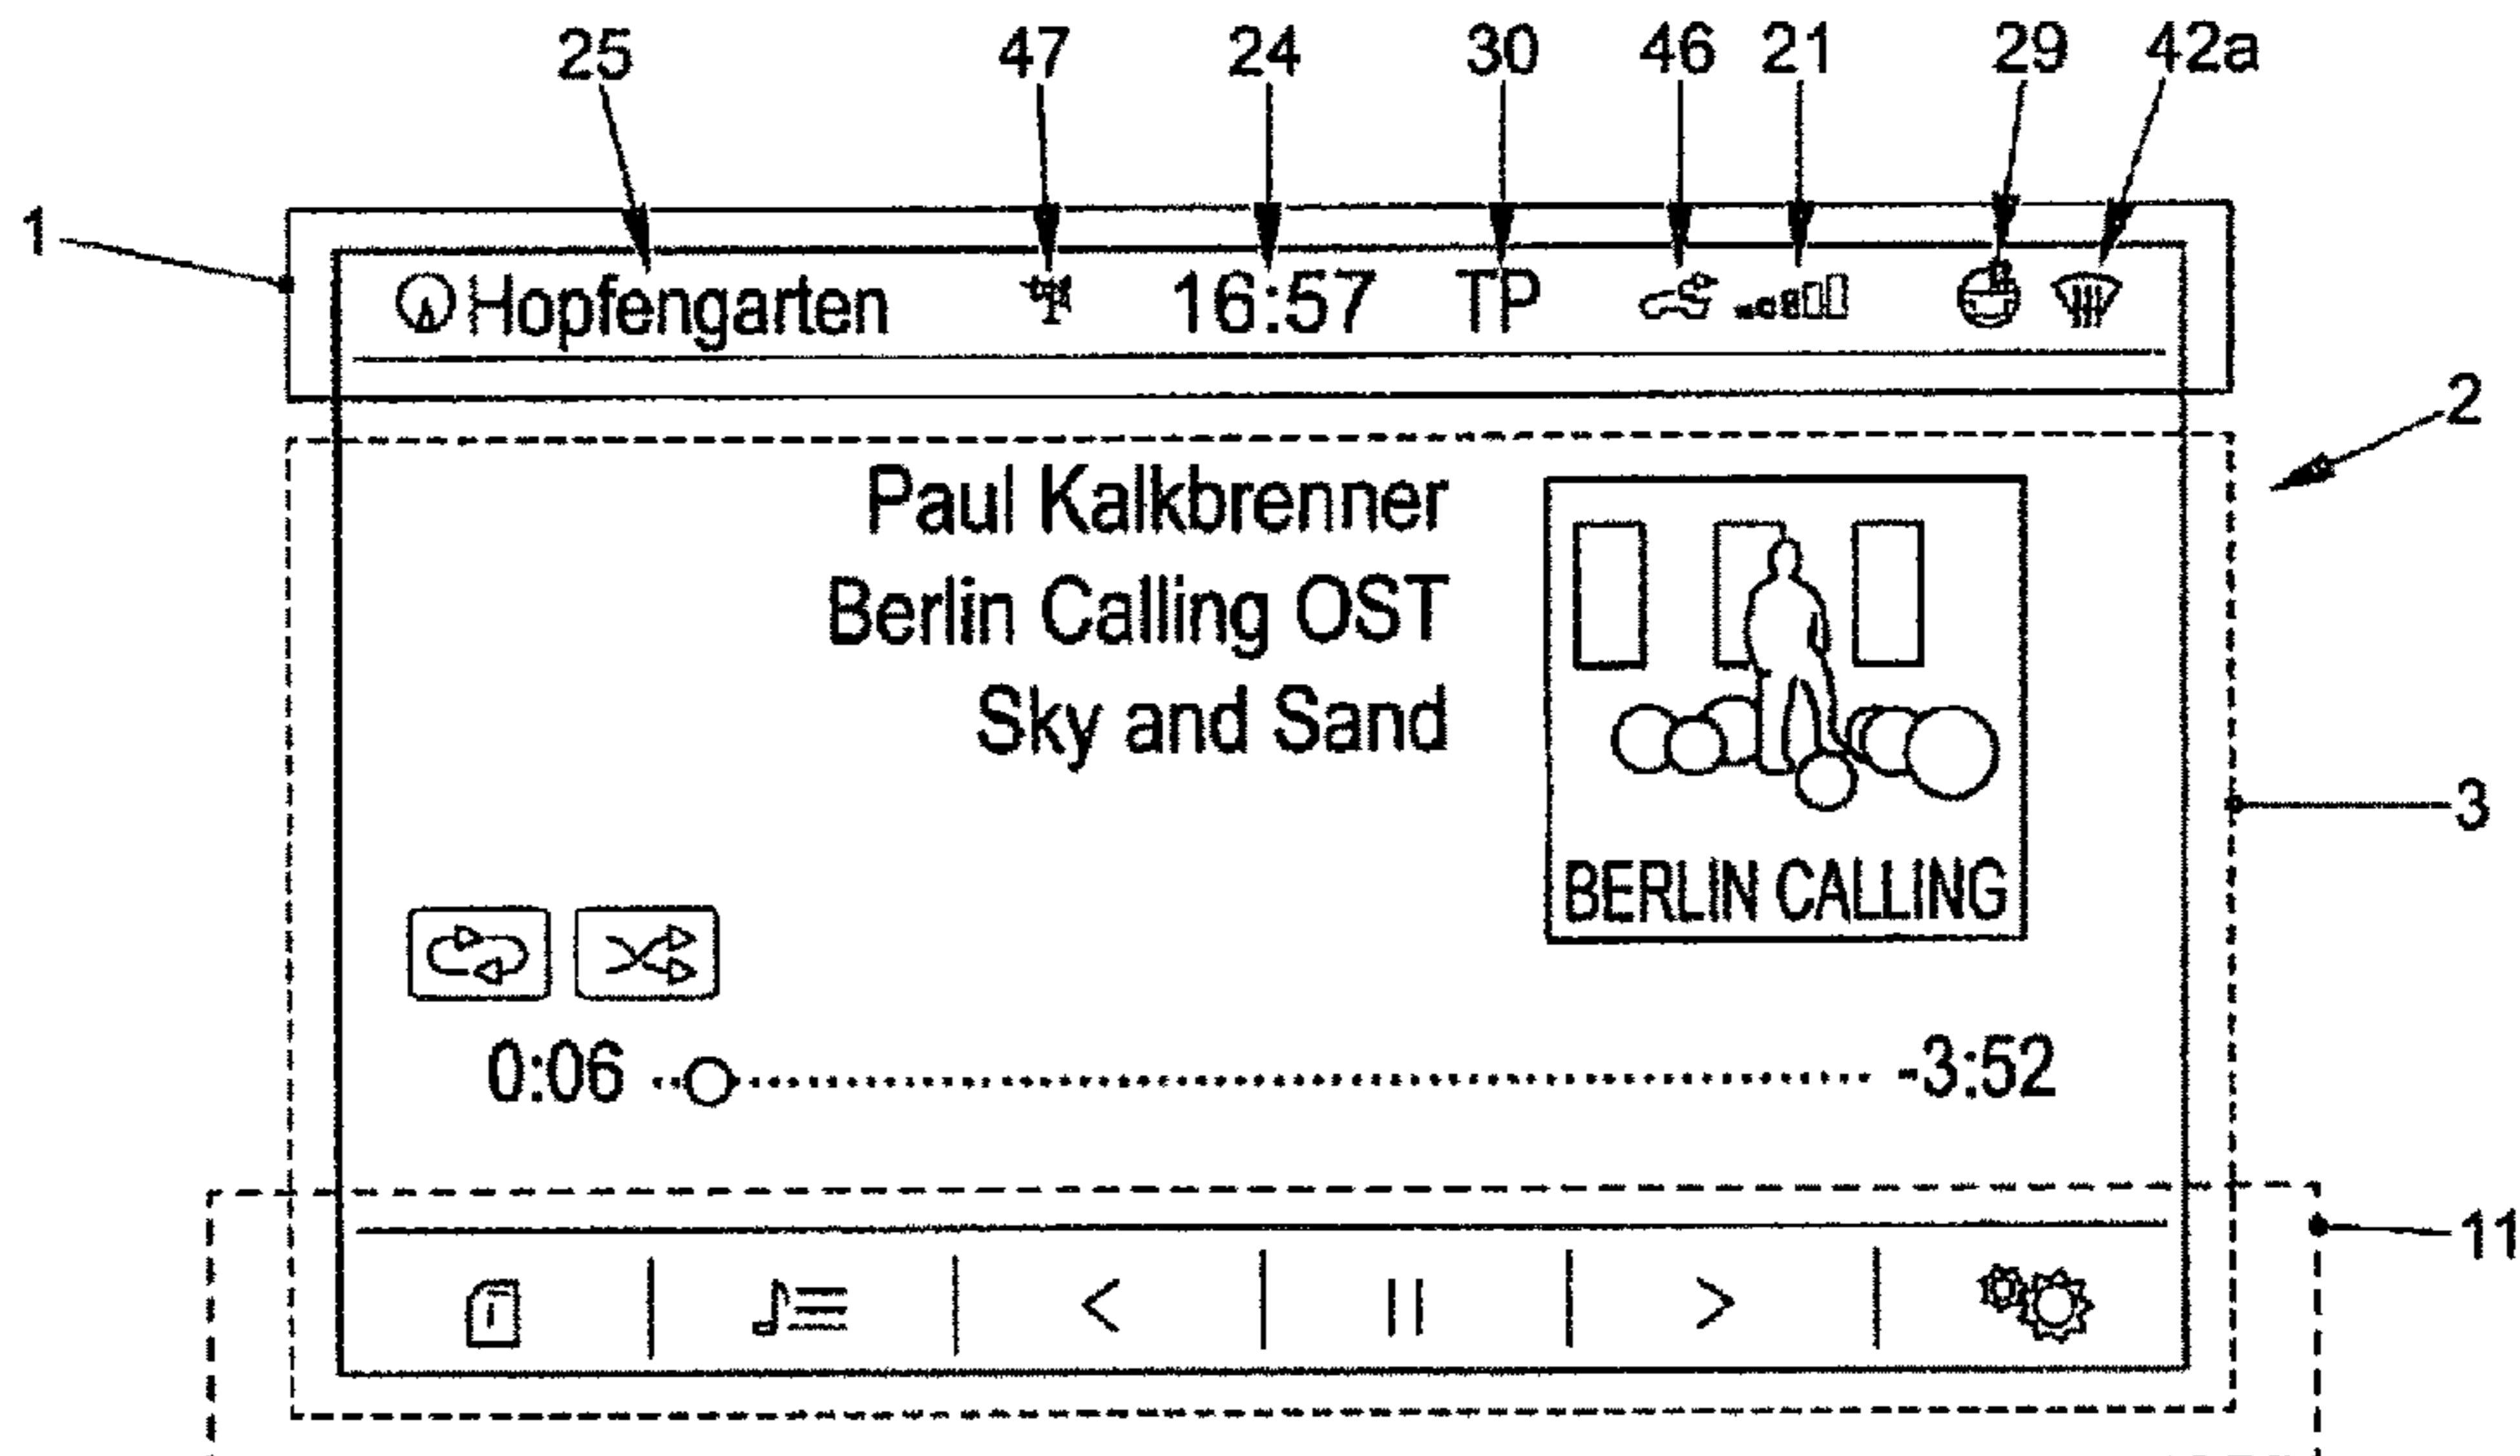 25 47 24 30 46 21 29 42a
1
Hopfengarten 16:57 TP
2
Paul Kalkbrenner
Berlin Calling OST
Sky and Sand
3
BERLIN CALLING
0:06 -3:52
11
i < || >